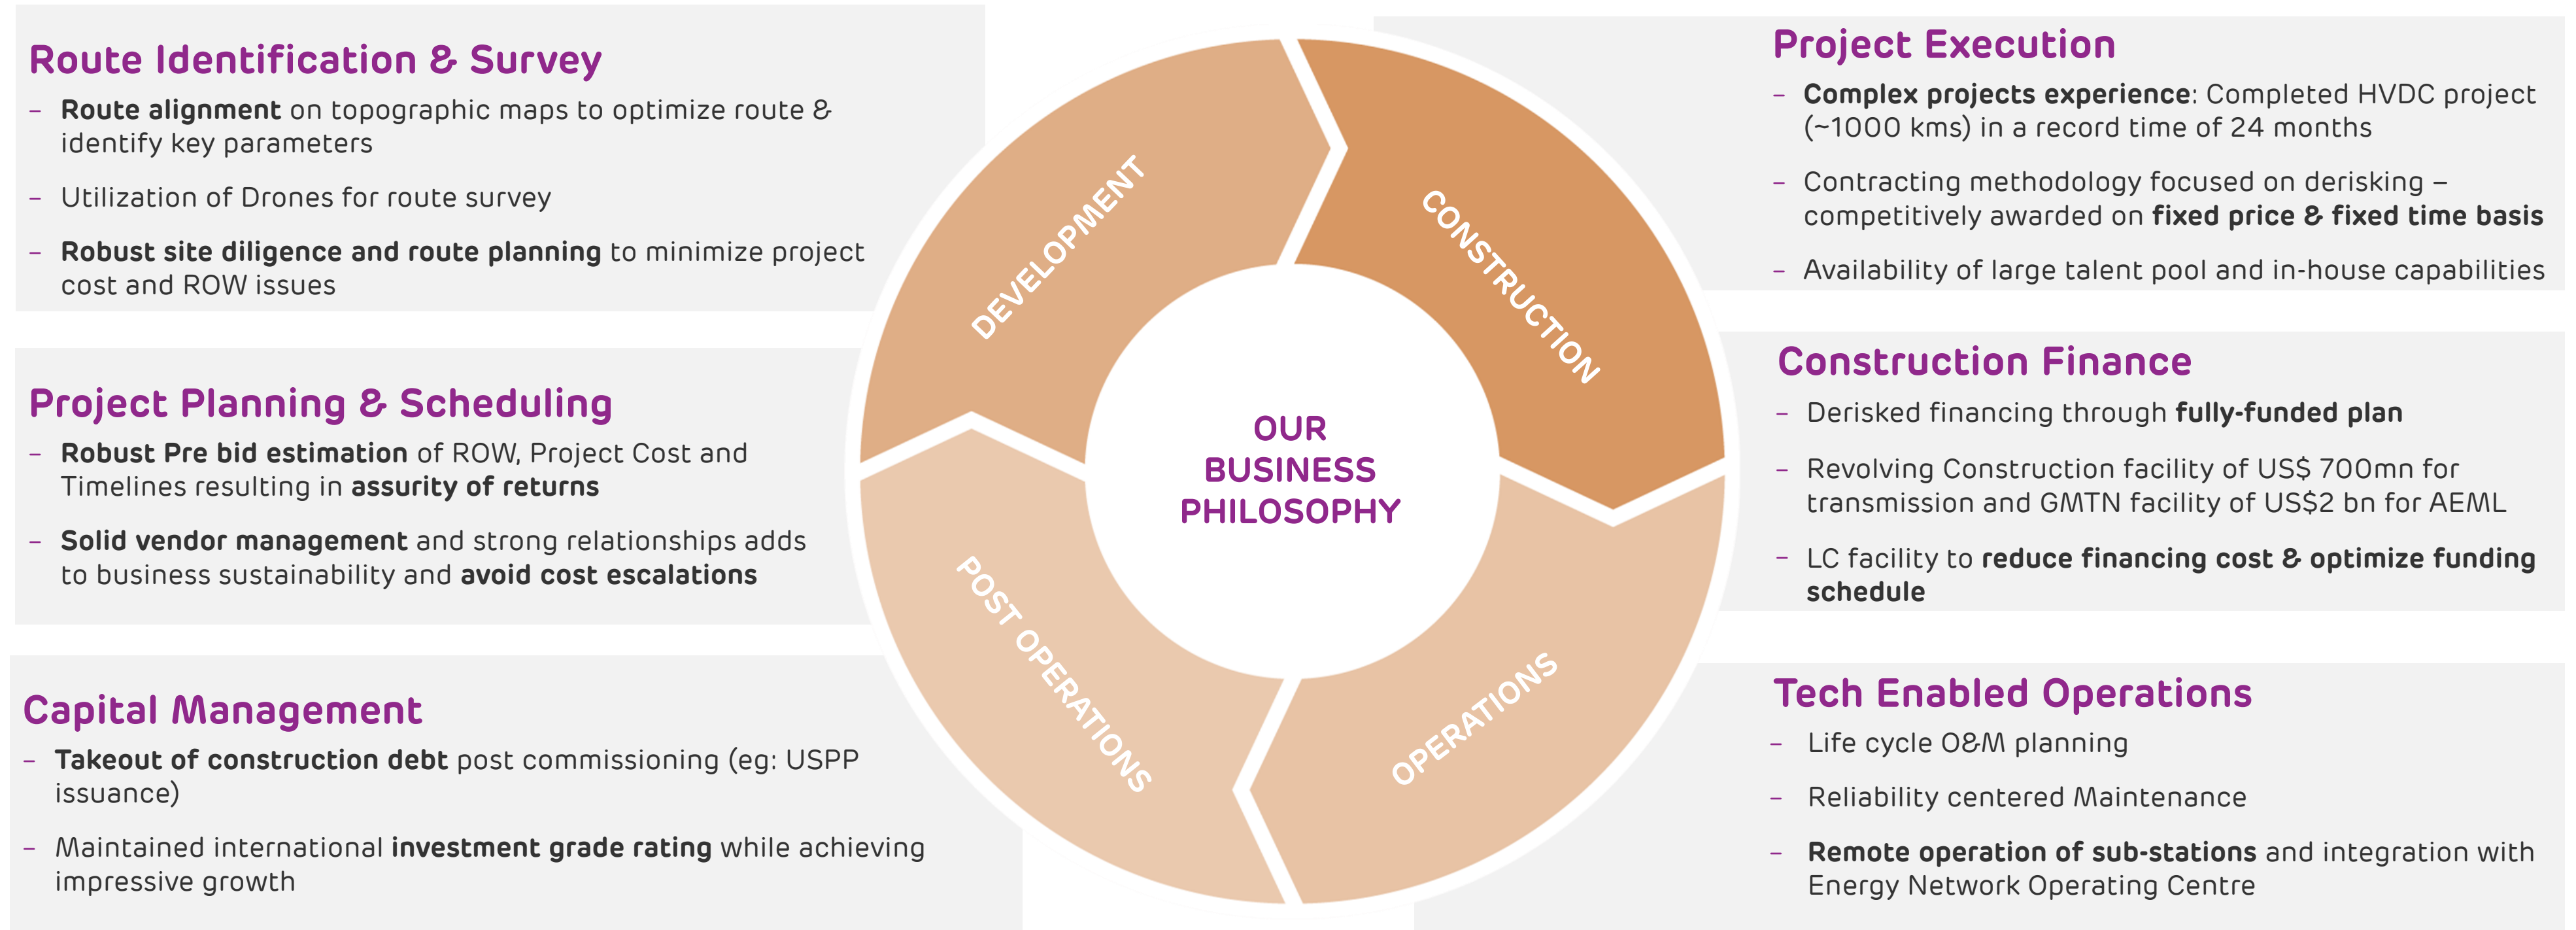 Route Identification & Survey
– Route alignment on topographic maps to optimize route &
identify key parameters
– Utilization of Drones for route survey
– Robust site diligence and route planning to minimize project
cost and ROW issues
Project Planning & Scheduling
– Robust Pre bid estimation of ROW, Project Cost and
Timelines resulting in assurity of returns
– Solid vendor management and strong relationships adds
to business sustainability and avoid cost escalations
Capital Management
– Takeout of construction debt post commissioning (eg: USPP
issuance)
– Maintained international investment grade rating while achieving
impressive growth
DEVELOPMENT
CONSTRUCTION
OUR
BUSINESS
PHILOSOPHY
POST OPERATIONS
OPERATIONS
Project Execution
– Complex projects experience: Completed HVDC project
(~1000 kms) in a record time of 24 months
– Contracting methodology focused on derisking –
competitively awarded on fixed price & fixed time basis
– Availability of large talent pool and in-house capabilities
Construction Finance
– Derisked financing through fully-funded plan
– Revolving Construction facility of US$ 700mn for
transmission and GMTN facility of US$2 bn for AEML
– LC facility to reduce financing cost & optimize funding
schedule
Tech Enabled Operations
– Life cycle O&M planning
– Reliability centered Maintenance
– Remote operation of sub-stations and integration with
Energy Network Operating Centre